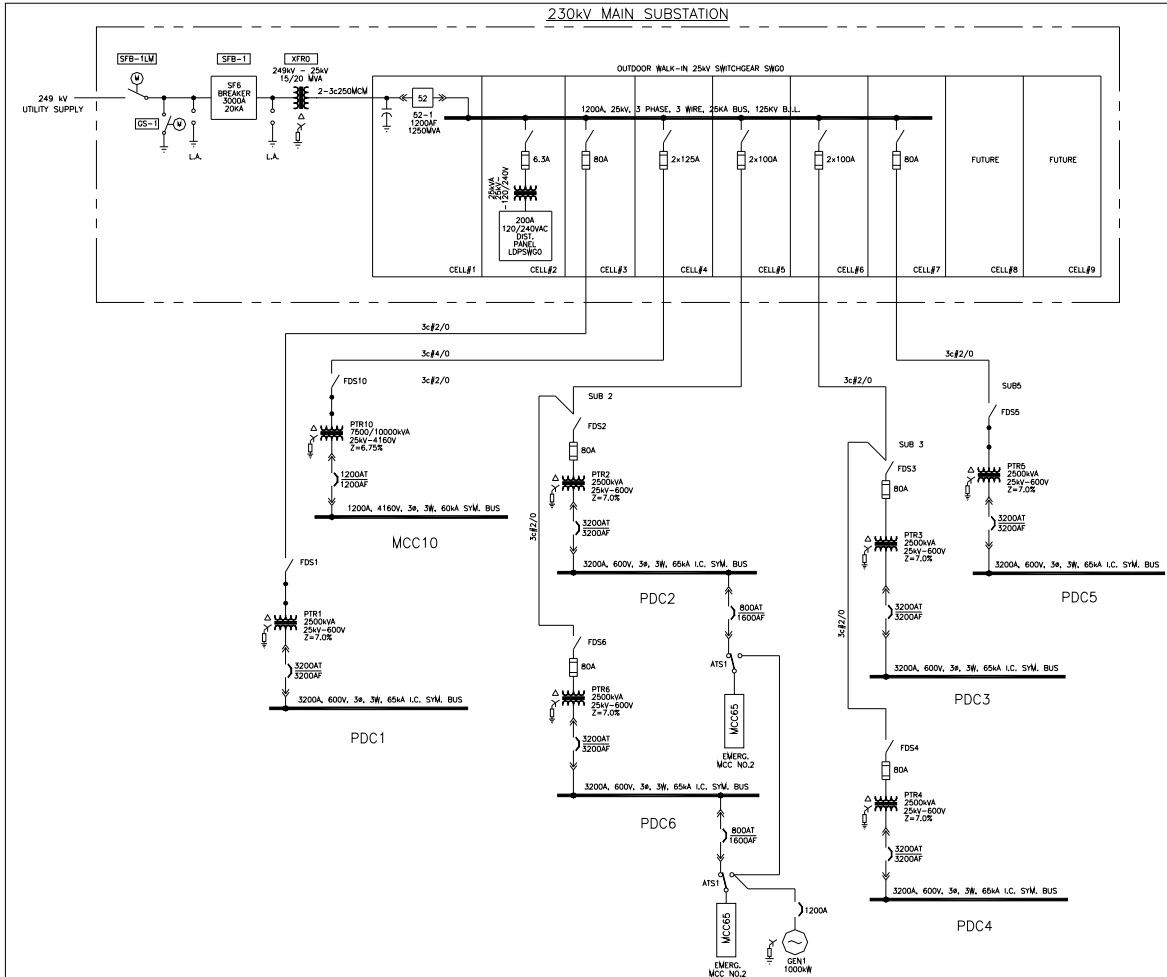 230kV MAIN SUBSTATION
SFB-1LM
SFB-1
XFR0
249kV - 25kV
15/20 MVA
M
249 kV
UTILITY SUPPLY
SF6
BREAKER
3000A
20KA
2-3c250MCM
GS-1
M
L.A.
L.A.
52
52-1
1200AF
1250MVA
OUTDOOR WALK-IN 25kV SWITCHGEAR SWG0
1200A, 25kV, 3 PHASE, 3 WIRE, 25KA BUS, 125KV B.I.L.
6.3A
80A
2x125A
2x100A
2x100A
80A
FUTURE
FUTURE
25kVA
25kV-
-120/240V
200A
120/240VAC
DIST.
PANEL
LDPSWG0
CELL#1
CELL#2
CELL#3
CELL#4
CELL#5
CELL#6
CELL#7
CELL#8
CELL#9
3c#2/0
3c#4/0
3c#2/0
3c#2/0
3c#2/0
FDS10
PTR10
7500/10000kVA
25kV-4160V
Z=6.75%
1200AT
1200AF
1200A, 4160V, 3ø, 3W, 60kA SYM. BUS
MCC10
FDS1
PTR1
2500kVA
25kV-600V
Z=7.0%
3200AT
3200AF
3200A, 600V, 3ø, 3W, 65kA I.C. SYM. BUS
PDC1
SUB 2
FDS2
80A
PTR2
2500kVA
25kV-600V
Z=7.0%
3200AT
3200AF
3c#2/0
3200A, 600V, 3ø, 3W, 65kA I.C. SYM. BUS
PDC2
800AT
1600AF
ATS1
MCC65
EMERG.
MCC NO.2
FDS6
80A
PTR6
2500kVA
25kV-600V
Z=7.0%
3200AT
3200AF
3200A, 600V, 3ø, 3W, 65kA I.C. SYM. BUS
PDC6
800AT
1600AF
ATS1
MCC65
EMERG.
MCC NO.2
1200A
GEN1
1000kW
SUB 3
FDS3
80A
PTR3
2500kVA
25kV-600V
Z=7.0%
3200AT
3200AF
3c#2/0
3200A, 600V, 3ø, 3W, 65kA I.C. SYM. BUS
PDC3
FDS4
80A
PTR4
2500kVA
25kV-600V
Z=7.0%
3200AT
3200AF
3200A, 600V, 3ø, 3W, 65kA I.C. SYM. BUS
PDC4
SUB5
FDS5
PTR5
2500kVA
25kV-600V
Z=7.0%
3200AT
3200AF
3200A, 600V, 3ø, 3W, 65kA I.C. SYM. BUS
PDC5